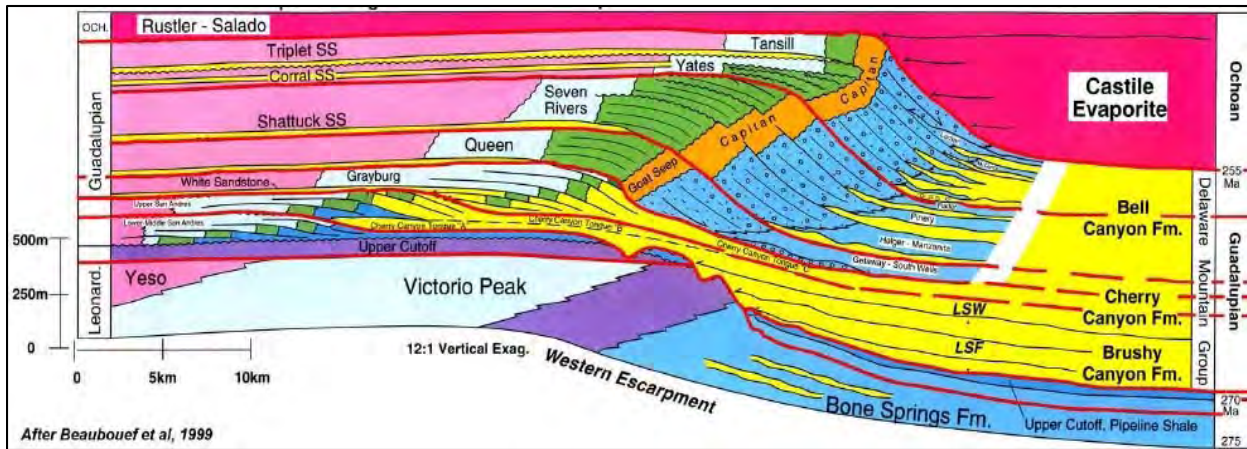 OCH.
Rustler - Salado
Guadalupian
Leonard.
Triplet SS
Corral SS
Tansill
Yates
Seven
Rivers
Shattuck SS
Queen
Grayburg
White Sandstone
Upper San Andres
Lower Middle San Andres
Cherry Canyon Tongue "A"
Upper Cutoff
Yeso
Victorio Peak
Goat Seep
Capitan
Capitan
Castile
Evaporite
Pinery
Hegler - Manzanita
Getaway - South Wells
Cherry Canyon Tongue
Bell
Canyon Fm.
Cherry
Canyon Fm.
Brushy
Canyon Fm.
LSW
LSF
Ochoan
255
Ma
Delaware Mountain Group
Guadalupian
270
Ma
275
500m
250m
0
0
5km
10km
12:1 Vertical Exag.
Western Escarpment
Bone Springs Fm.
Upper Cutoff, Pipeline Shale
After Beaubouef et al, 1999